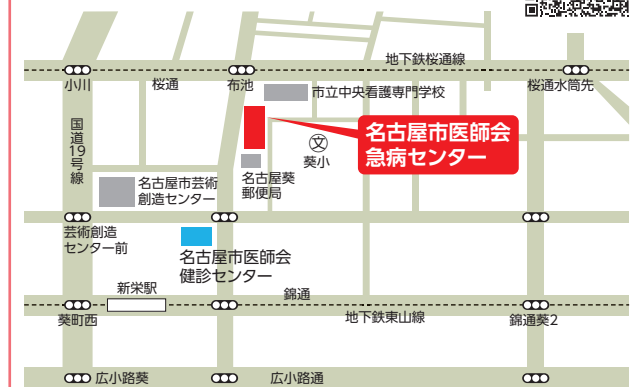 地下鉄桜通線
小川
桜通
布池
市立中央看護専門学校
桜通水筒先
国道19号線
名古屋市医師会
急病センター
文
葵小
名古屋市芸術
創造センター
名古屋葵
郵便局
芸術創造
センター前
名古屋市医師会
健診センター
新栄駅
錦通
葵町西
地下鉄東山線
錦通葵2
広小路葵
広小路通